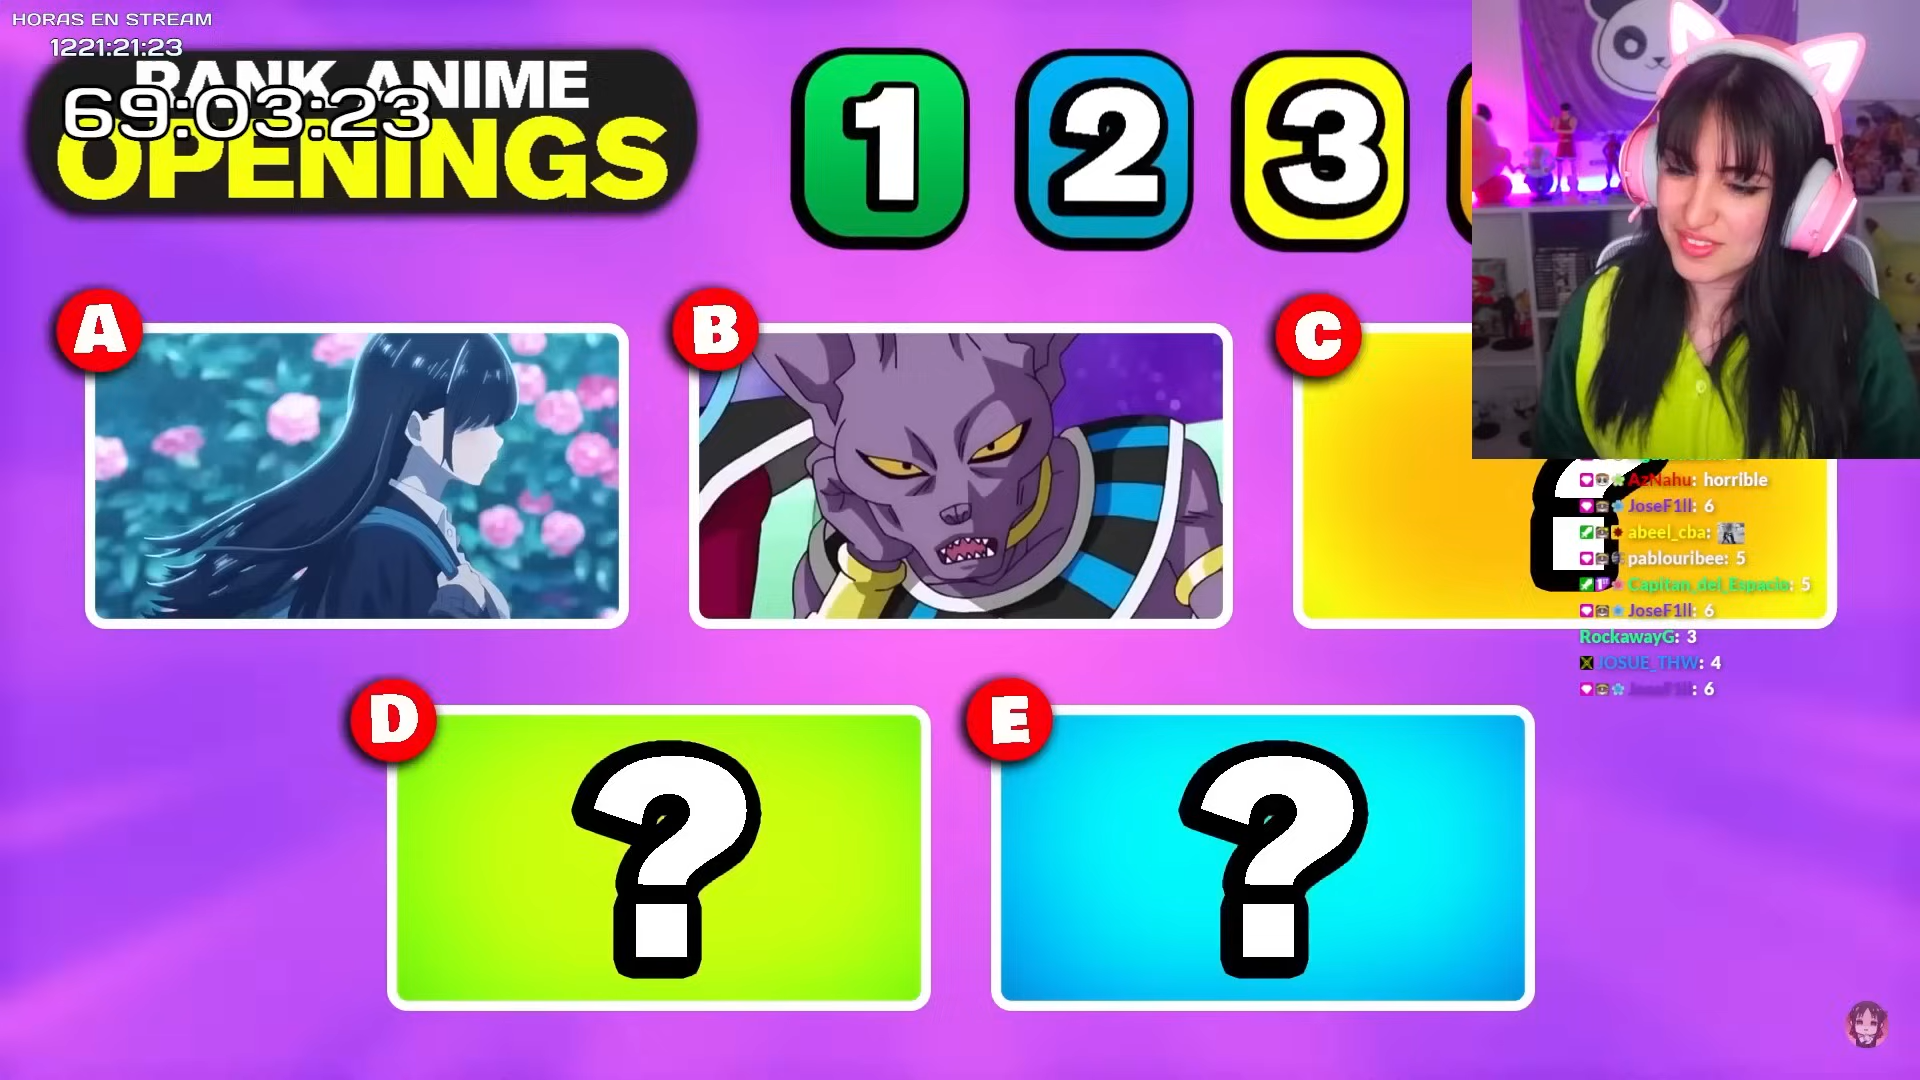 HORAS EN STREAM
1221:21:23
RANK ANIME
69:03:23
OPENINGS
1
2
3
A
B
C
?
AzNahu: horrible
JoseF1ll: 6
abeel_cba:
pablouribee: 5
Capitan_del_Espacio: 5
JoseF1ll: 6
RockawayG: 3
JOSUE_THW: 4
JoseF1ll: 6
D
?
E
?